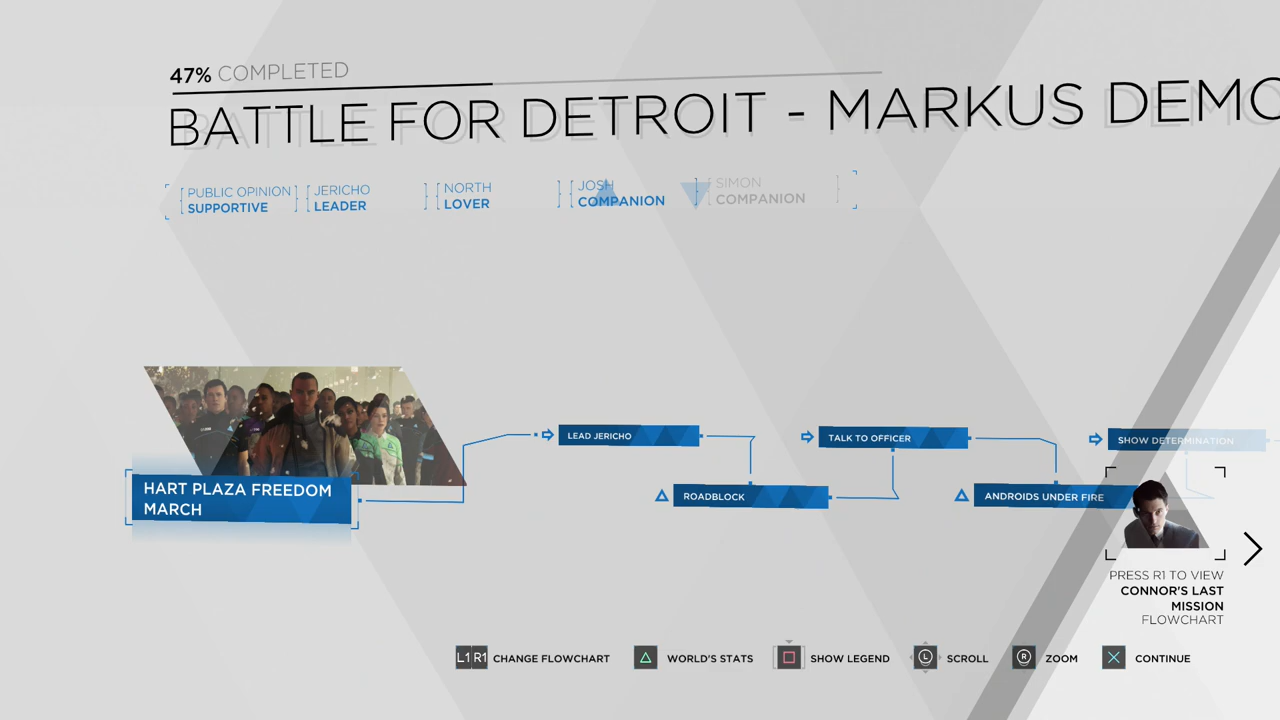 47% COMPLETED
BATTLE FOR DETROIT - MARKUS DEMO
PUBLIC OPINION
SUPPORTIVE
JERICHO
LEADER
NORTH
LOVER
JOSH
COMPANION
SIMON
COMPANION
HART PLAZA FREEDOM
MARCH
LEAD JERICHO
ROADBLOCK
TALK TO OFFICER
ANDROIDS UNDER FIRE
SHOW DETERMINATION
PRESS R1 TO VIEW
CONNOR'S LAST
MISSION
FLOWCHART
L1 R1 CHANGE FLOWCHART
WORLD'S STATS
SHOW LEGEND
L SCROLL
R ZOOM
CONTINUE